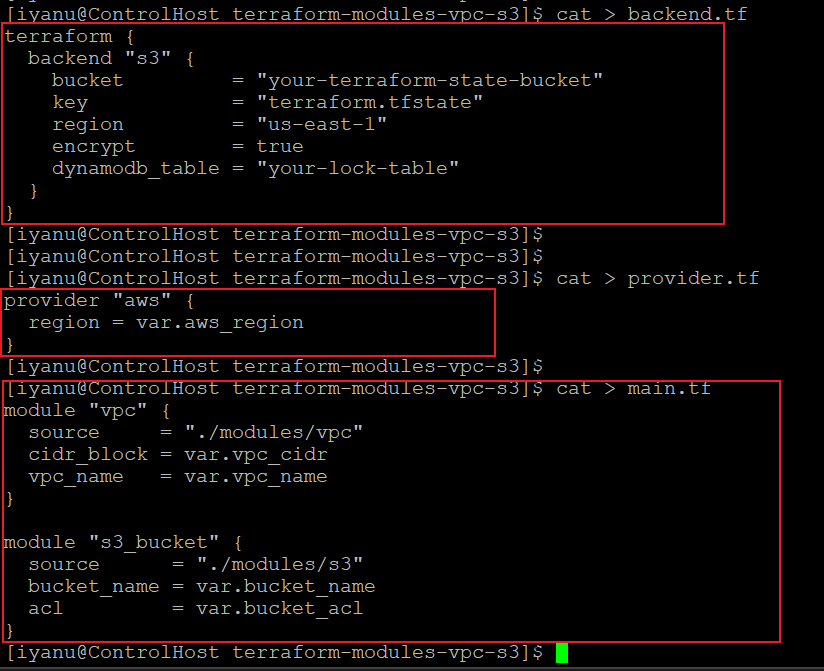 [iyanu@ControlHost terraform-modules-vpc-s3]$ cat > backend.tf
terraform {
  backend "s3" {
    bucket         = "your-terraform-state-bucket"
    key            = "terraform.tfstate"
    region         = "us-east-1"
    encrypt        = true
    dynamodb_table = "your-lock-table"
  }
}
[iyanu@ControlHost terraform-modules-vpc-s3]$
[iyanu@ControlHost terraform-modules-vpc-s3]$
[iyanu@ControlHost terraform-modules-vpc-s3]$ cat > provider.tf
provider "aws" {
  region = var.aws_region
}
[iyanu@ControlHost terraform-modules-vpc-s3]$
[iyanu@ControlHost terraform-modules-vpc-s3]$ cat > main.tf
module "vpc" {
  source     = "./modules/vpc"
  cidr_block = var.vpc_cidr
  vpc_name   = var.vpc_name
}

module "s3_bucket" {
  source      = "./modules/s3"
  bucket_name = var.bucket_name
  acl         = var.bucket_acl
}
[iyanu@ControlHost terraform-modules-vpc-s3]$